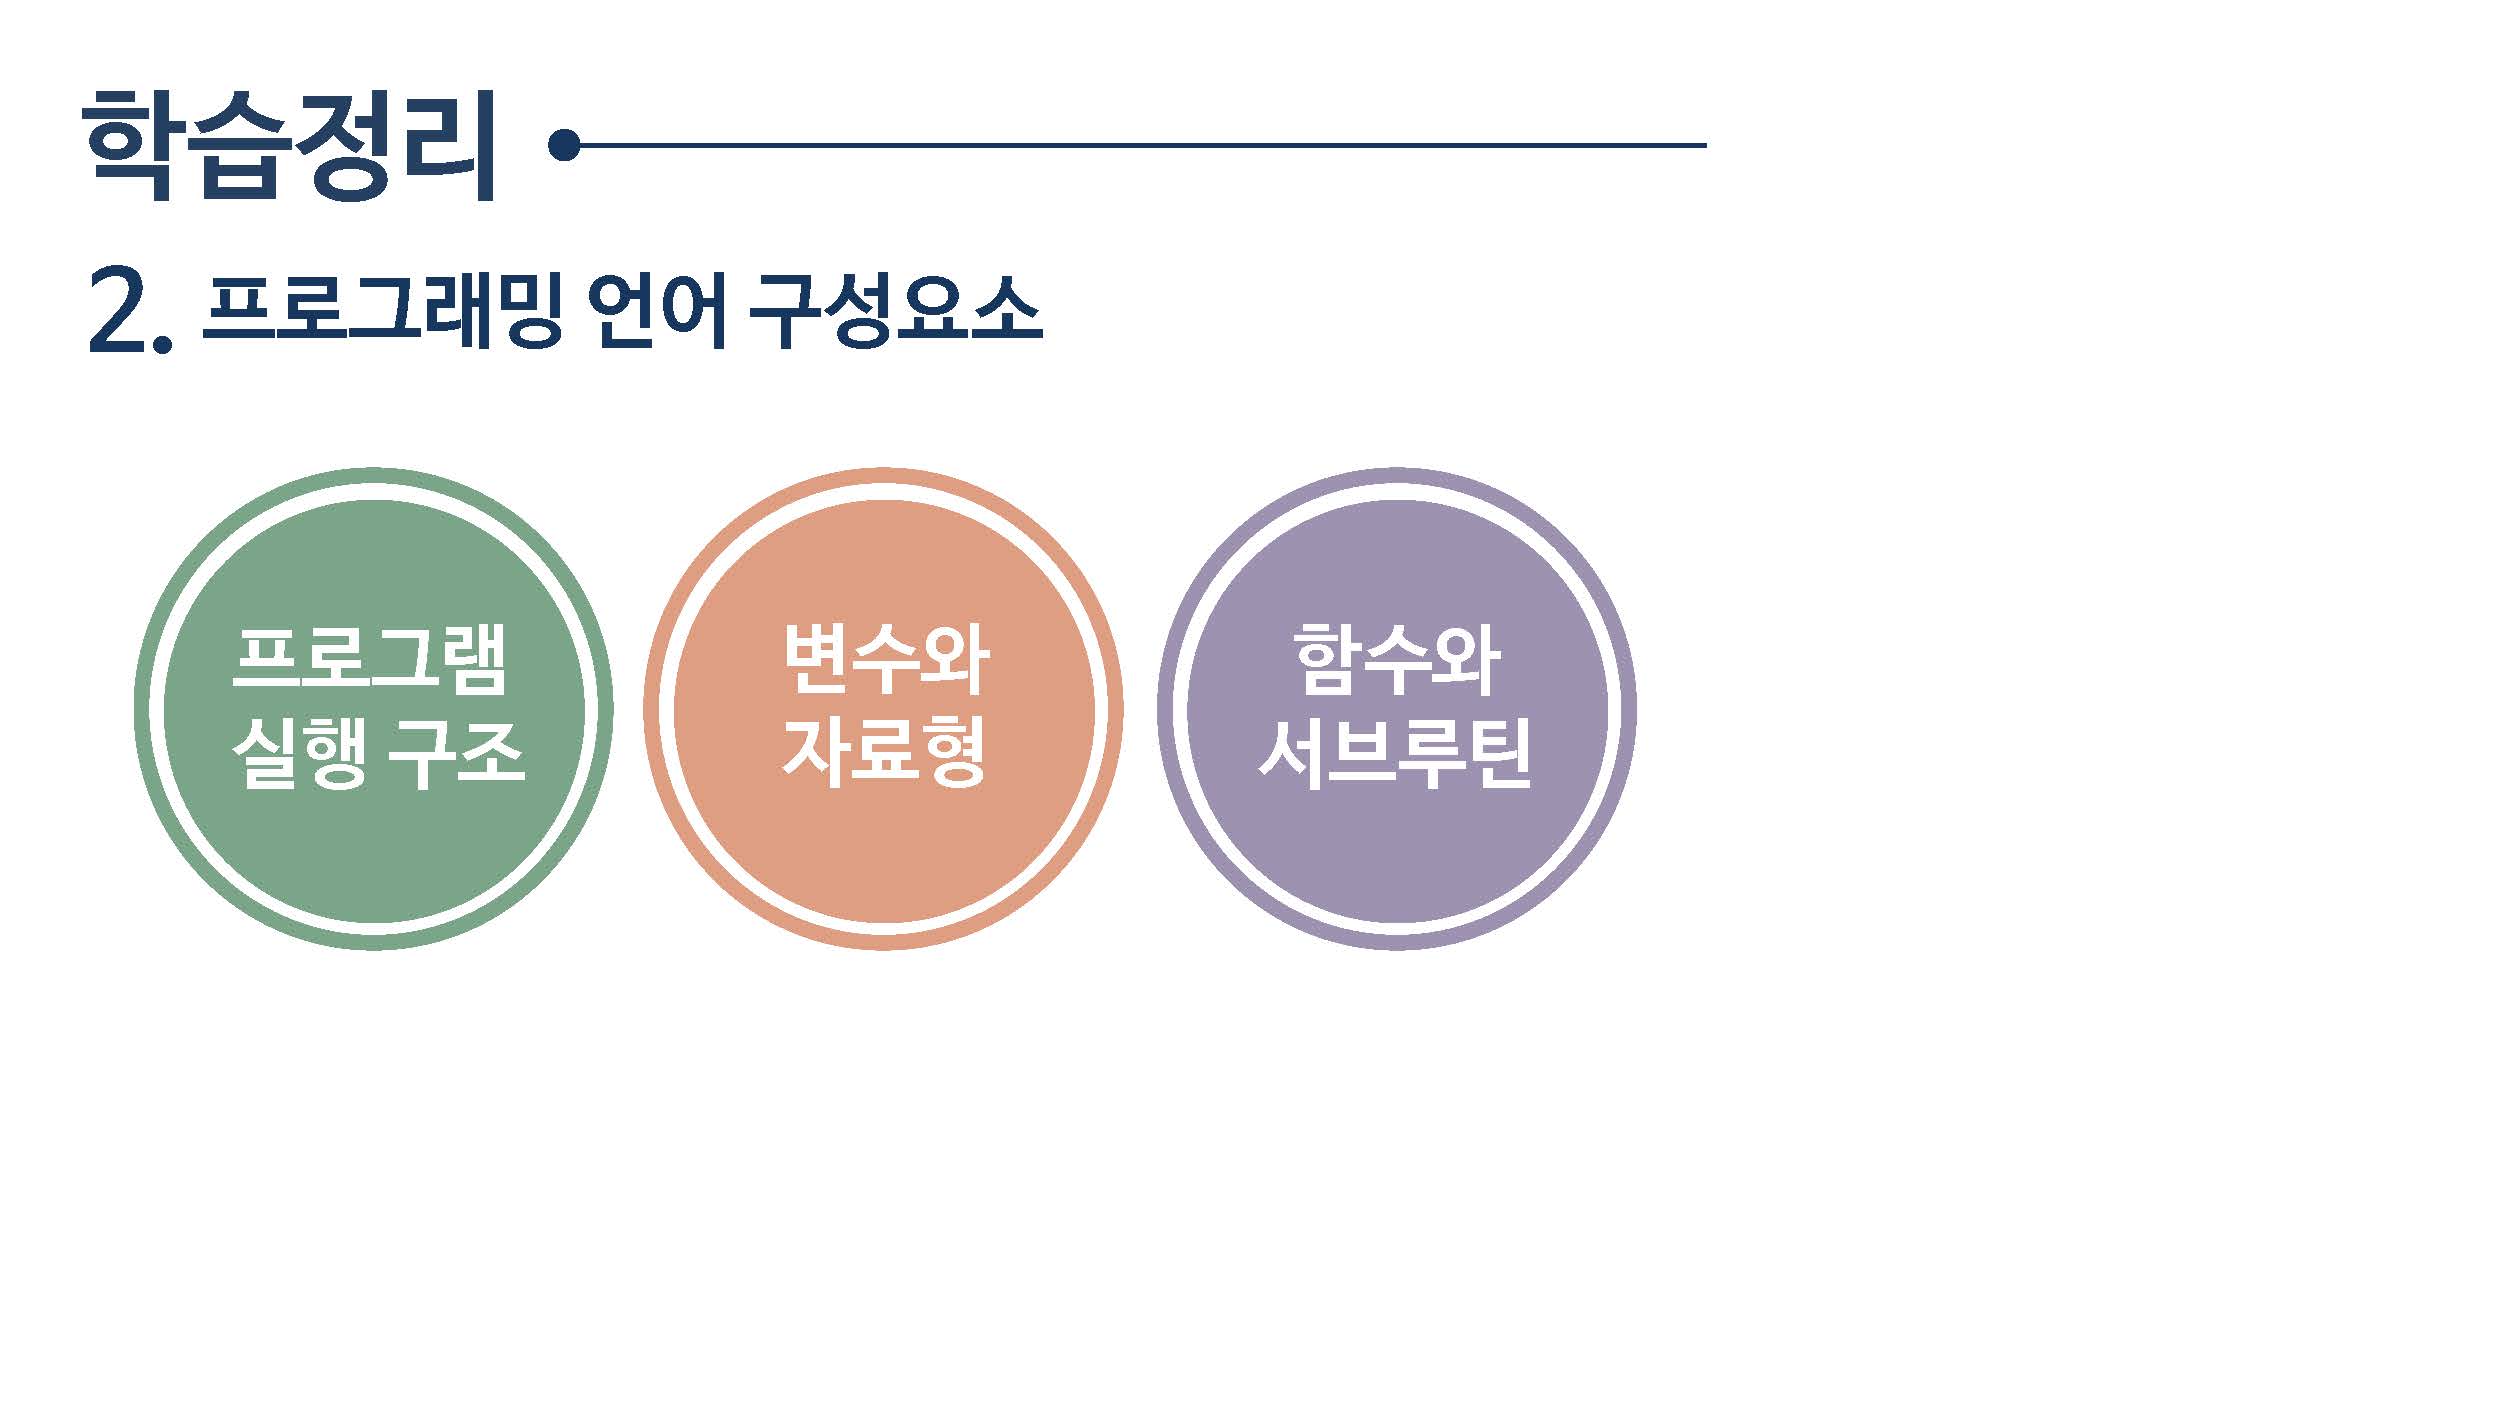 학습정리
2. 프로그래밍 언어 구성요소
프로그램
실행 구조
변수와
자료형
함수와
서브루틴